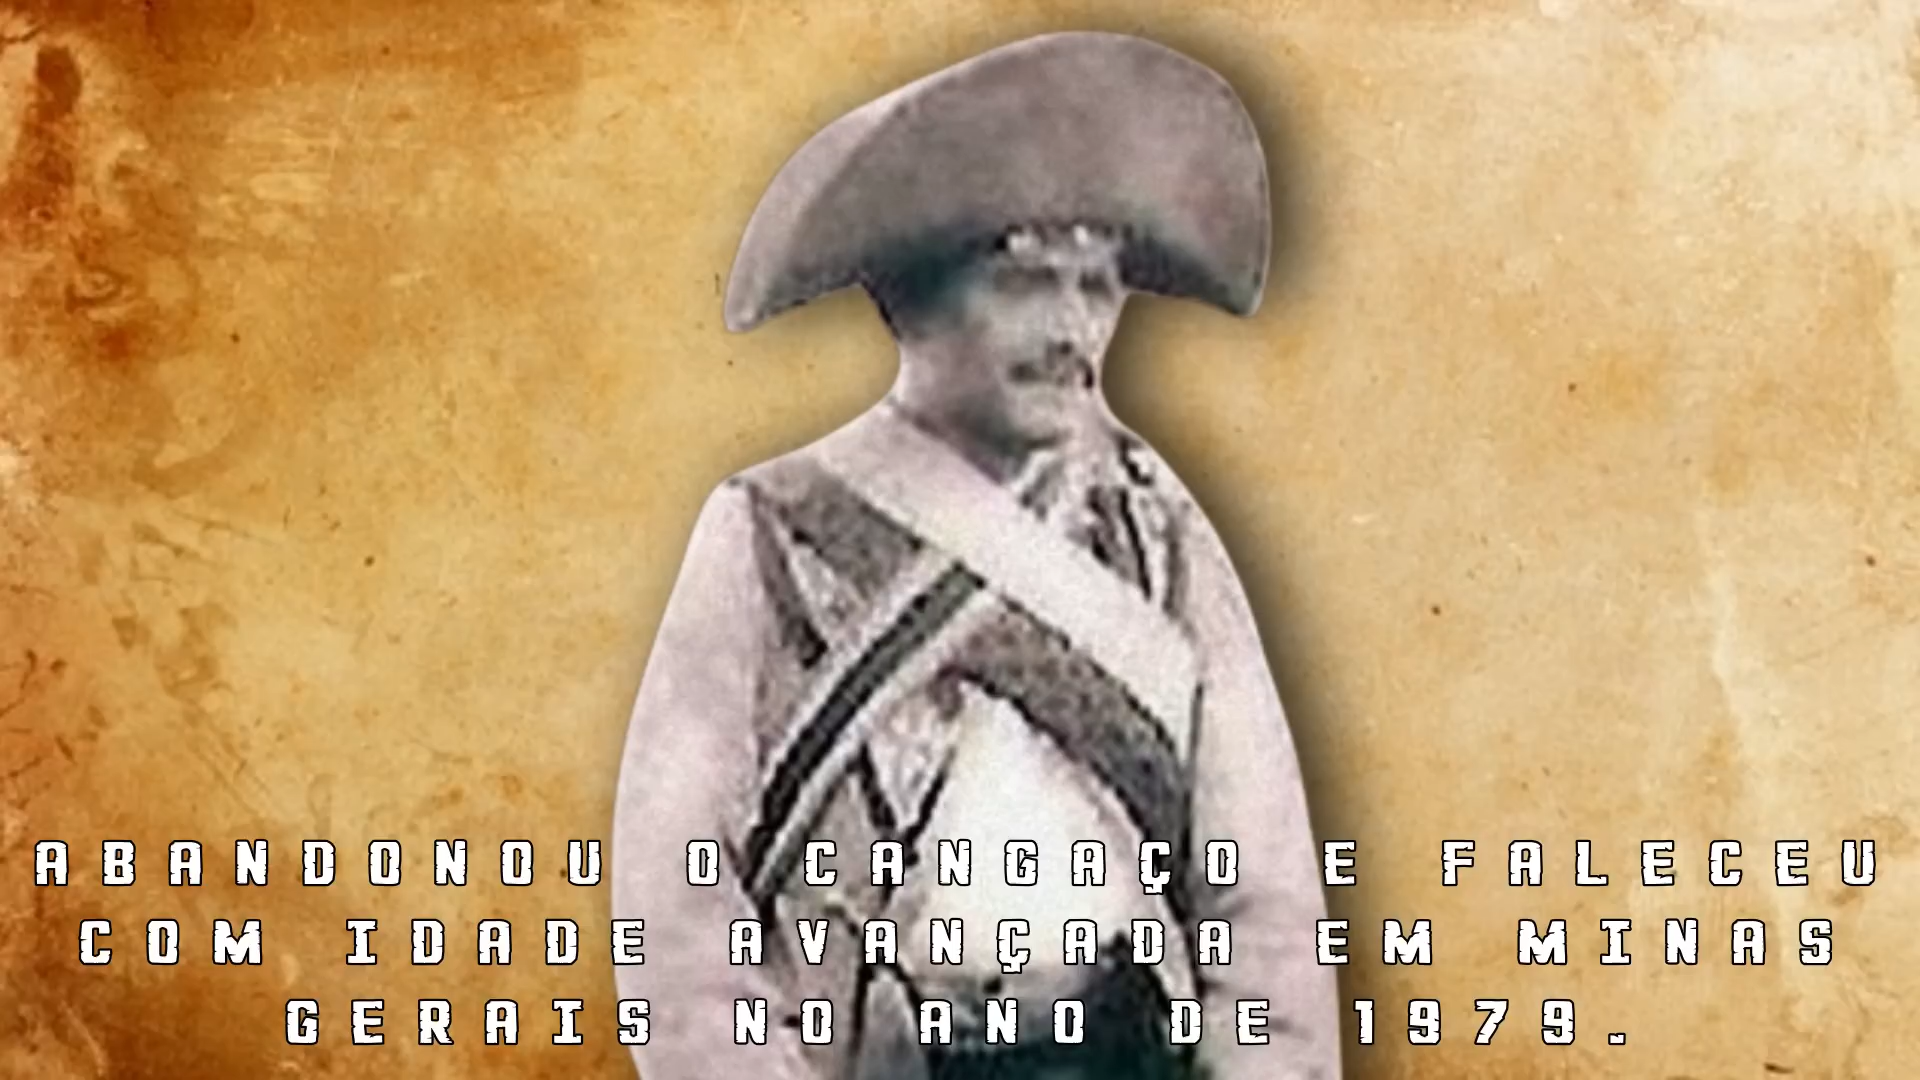 ABANDONOU O CANGAÇO E FALECEU
COM IDADE AVANÇADA EM MINAS
GERAIS NO ANO DE 1979.